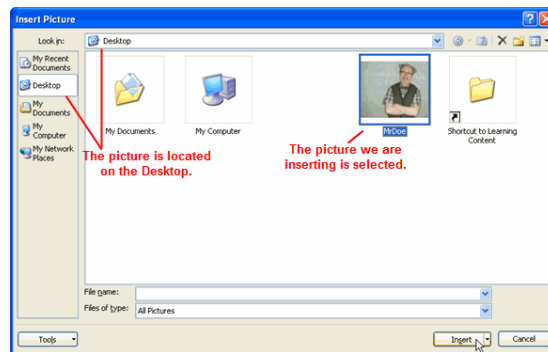 Insert Picture
Look in:
Desktop
My Recent
Documents
Desktop
My
Documents
My
Computer
My Network
Places
My Documents
My Computer
MrDoe
Shortcut to Learning
Content
The picture is located
on the Desktop.
The picture we are
inserting is selected.
File name:
Files of type:
All Pictures
Tools
Insert
Cancel